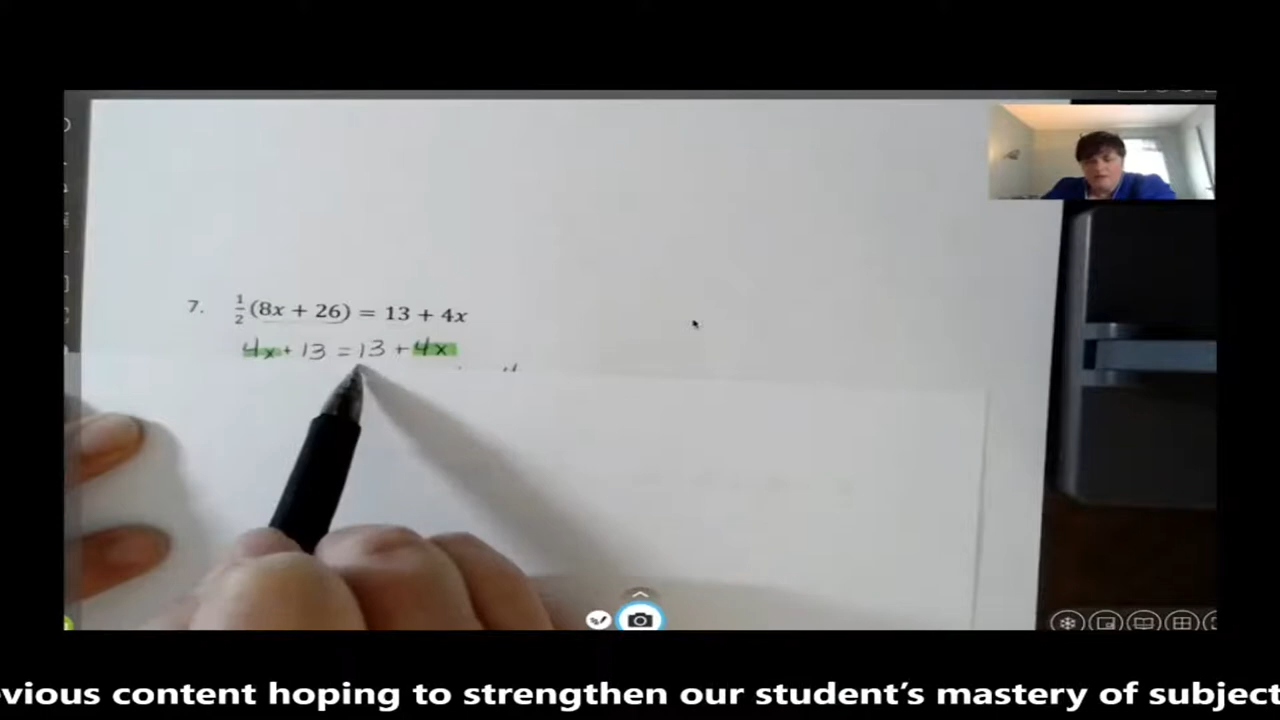 7. 1/2(8x + 26) = 13 + 4x
4x + 13 = 13 + 4x
evious content hoping to strengthen our student's mastery of subject